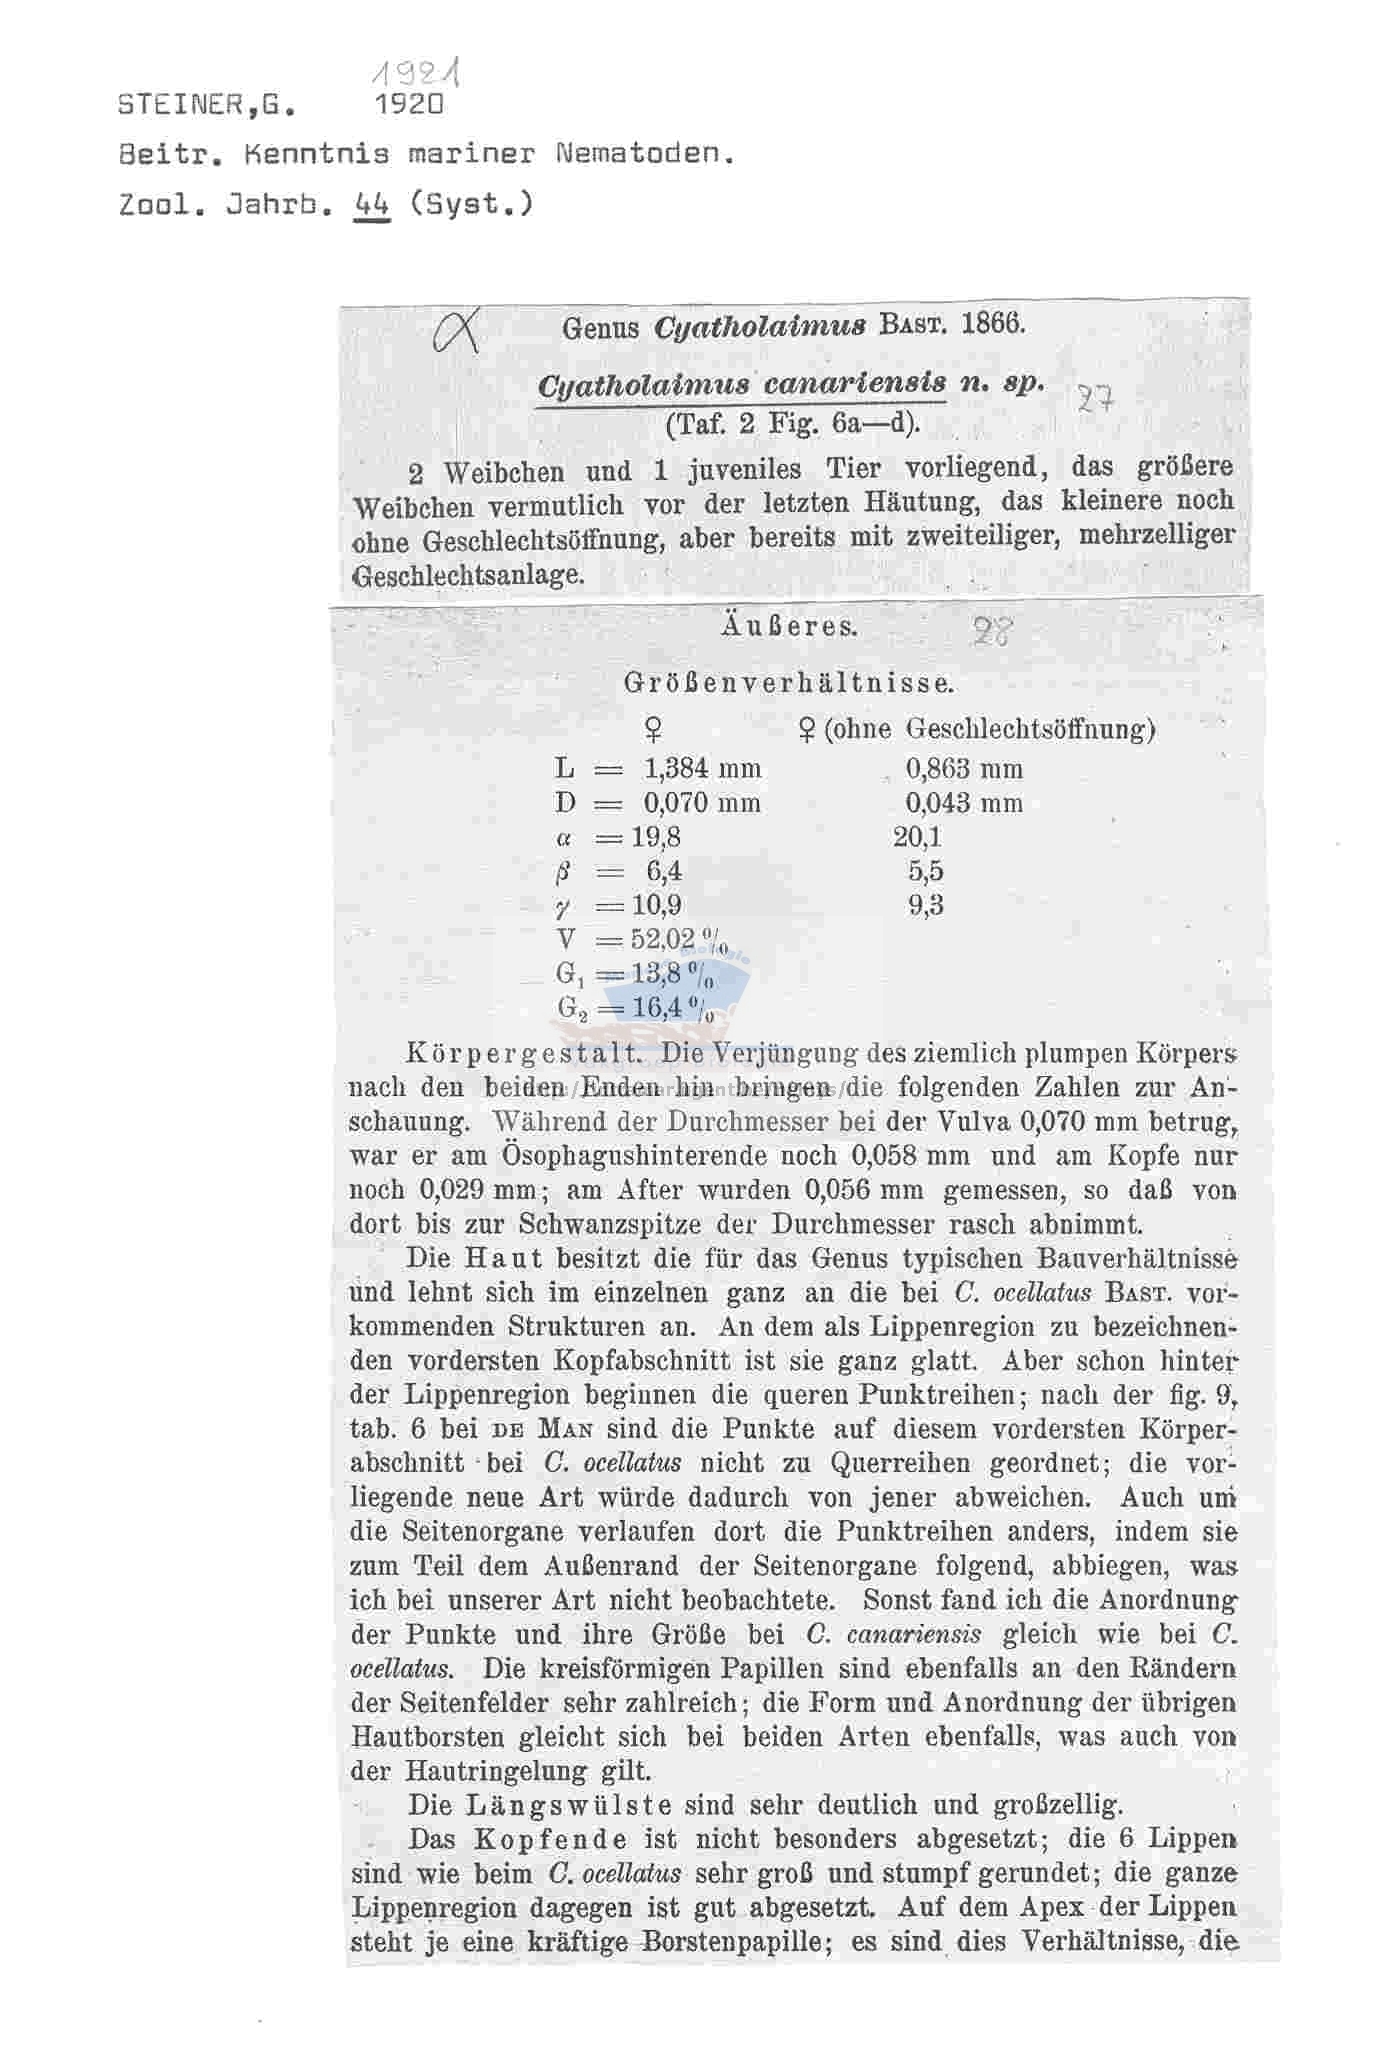 1921
STEINER,G. 1920
Beitr. Kenntnis mariner Nematoden.
Zool. Jahrb. 44 (Syst.)
Genus Cyatholaimus BAST. 1866.
Cyatholaimus canariensis n. sp.
27
(Taf. 2 Fig. 6a—d).
2 Weibchen und 1 juveniles Tier vorliegend, das größere
Weibchen vermutlich vor der letzten Häutung, das kleinere noch
ohne Geschlechtsöffnung, aber bereits mit zweiteiliger, mehrzelliger
Geschlechtsanlage.
Äußeres. 28
Größenverhältnisse.
♀ ♀ (ohne Geschlechtsöffnung)
L = 1,384 mm 0,863 mm
D = 0,070 mm 0,043 mm
α = 19,8 20,1
β = 6,4 5,5
γ = 10,9 9,3
V = 52,02 %
G1 = 13,8 %
G2 = 16,4 %
Körpergestalt. Die Verjüngung des ziemlich plumpen Körpers
nach den beiden Enden hin bringen die folgenden Zahlen zur An-
schauung. Während der Durchmesser bei der Vulva 0,070 mm betrug,
war er am Ösophagushinterende noch 0,058 mm und am Kopfe nur
noch 0,029 mm; am After wurden 0,056 mm gemessen, so daß von
dort bis zur Schwanzspitze der Durchmesser rasch abnimmt.
Die Haut besitzt die für das Genus typischen Bauverhältnisse
und lehnt sich im einzelnen ganz an die bei C. ocellatus BAST. vor-
kommenden Strukturen an. An dem als Lippenregion zu bezeichnen-
den vordersten Kopfabschnitt ist sie ganz glatt. Aber schon hinter
der Lippenregion beginnen die queren Punktreihen; nach der fig. 9,
tab. 6 bei DE MAN sind die Punkte auf diesem vordersten Körper-
abschnitt bei C. ocellatus nicht zu Querreihen geordnet; die vor-
liegende neue Art würde dadurch von jener abweichen. Auch um
die Seitenorgane verlaufen dort die Punktreihen anders, indem sie
zum Teil dem Außenrand der Seitenorgane folgend, abbiegen, was
ich bei unserer Art nicht beobachtete. Sonst fand ich die Anordnung
der Punkte und ihre Größe bei C. canariensis gleich wie bei C.
ocellatus. Die kreisförmigen Papillen sind ebenfalls an den Rändern
der Seitenfelder sehr zahlreich; die Form und Anordnung der übrigen
Hautborsten gleicht sich bei beiden Arten ebenfalls, was auch von
der Hautringelung gilt.
Die Längswülste sind sehr deutlich und großzellig.
Das Kopfende ist nicht besonders abgesetzt; die 6 Lippen
sind wie beim C. ocellatus sehr groß und stumpf gerundet; die ganze
Lippenregion dagegen ist gut abgesetzt. Auf dem Apex der Lippen
steht je eine kräftige Borstenpapille; es sind dies Verhältnisse, die